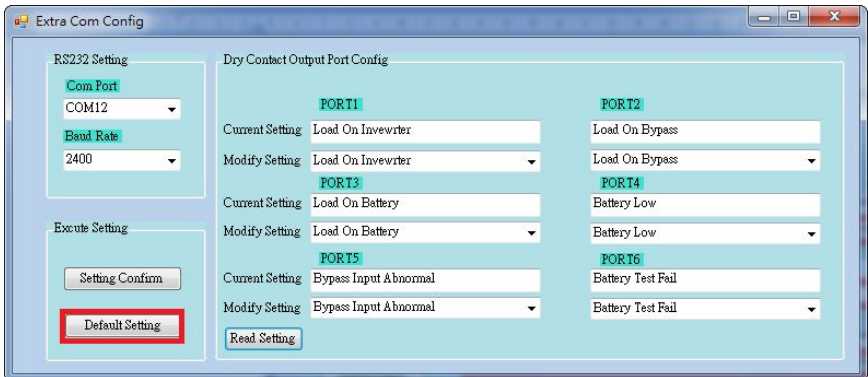 Extra Com Config
RS232 Setting
Com Port
COM12
Baud Rate
2400
Excute Setting
Setting Confirm
Default Setting
Dry Contact Output Port Config
PORT1 PORT2
Current Setting Load On Invewrter Load On Bypass
Modify Setting Load On Invewrter Load On Bypass
PORT3 PORT4
Current Setting Load On Battery Battery Low
Modify Setting Load On Battery Battery Low
PORT5 PORT6
Current Setting Bypass Input Abnormal Battery Test Fail
Modify Setting Bypass Input Abnormal Battery Test Fail
Read Setting